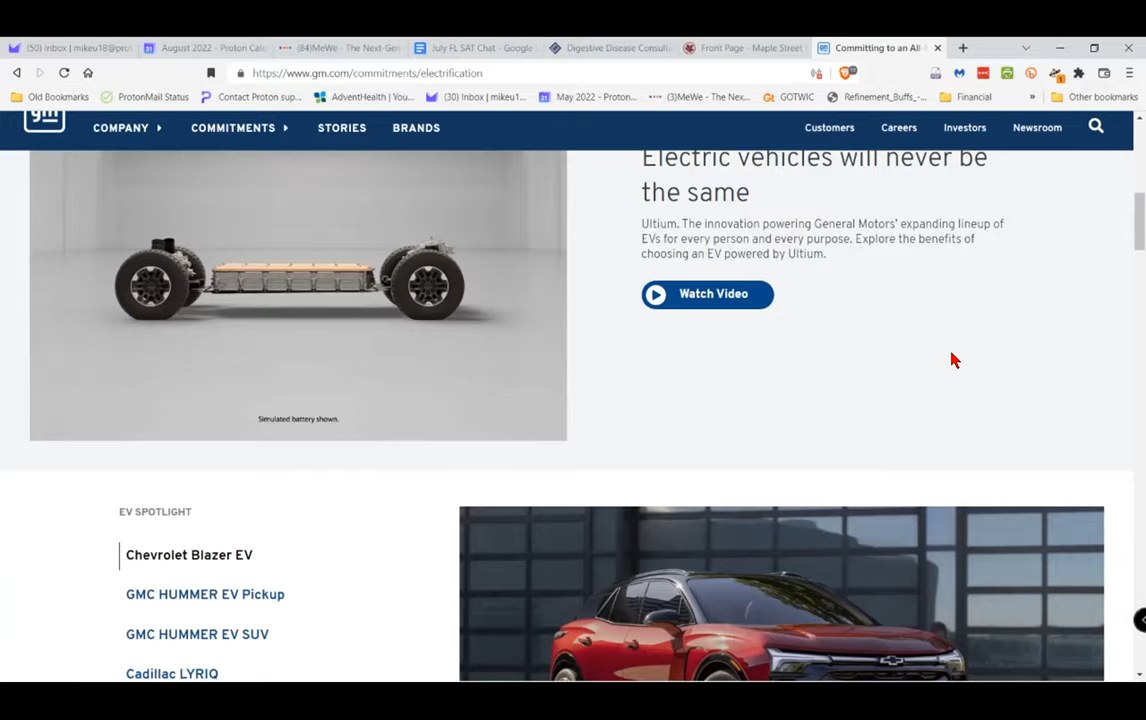 (50) Inbox | mikeu18@pro
August 2022 - Proton Cale
(84)MeWe - The Next-Gen
July FL SAT Chat - Google
Digestive Disease Consulta
Front Page - Maple Street
Committing to an All-
https://www.gm.com/commitments/electrification
Old Bookmarks
ProtonMail Status
Contact Proton sup...
AdventHealth | You...
(30) Inbox | mikeu1...
May 2022 - Proton...
(3)MeWe - The Nex...
GOTWIC
Refinement_Buffs_-...
Financial
»
Other bookmarks
gm
COMPANY
COMMITMENTS
STORIES
BRANDS
Customers
Careers
Investors
Newsroom
Electric vehicles will never be
the same
Ultium. The innovation powering General Motors' expanding lineup of
EVs for every person and every purpose. Explore the benefits of
choosing an EV powered by Ultium.
Watch Video
Simulated battery shown.
EV SPOTLIGHT
Chevrolet Blazer EV
GMC HUMMER EV Pickup
GMC HUMMER EV SUV
Cadillac LYRIQ